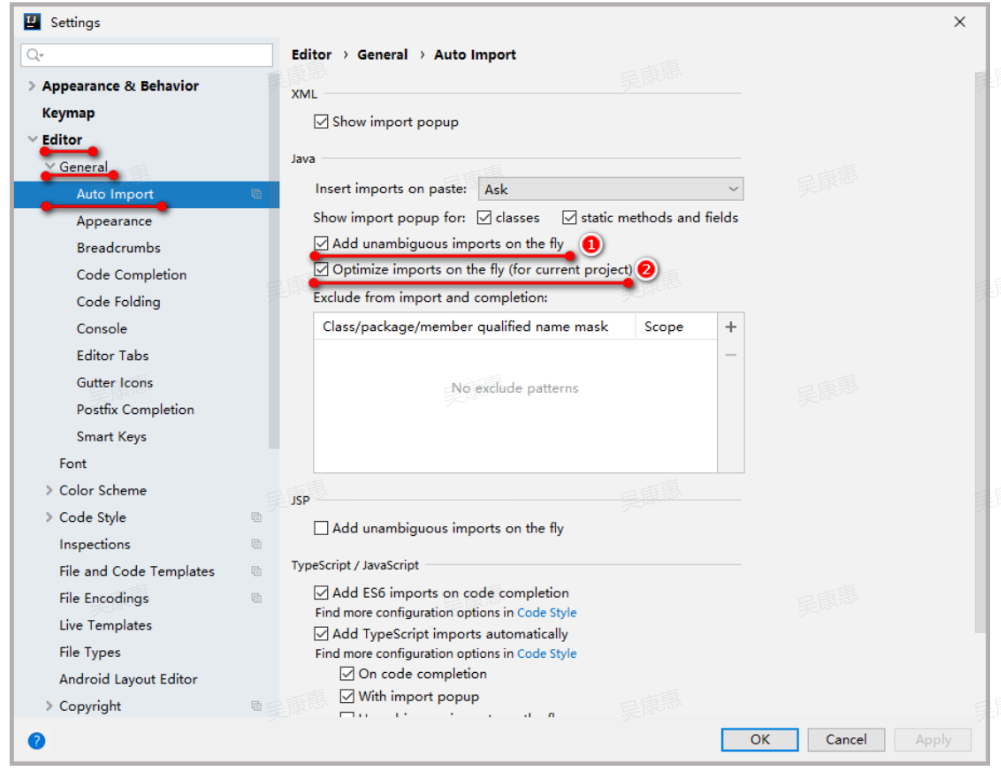 Settings
Editor › General › Auto Import
Appearance & Behavior
Keymap
Editor
General
Auto Import
Appearance
Breadcrumbs
Code Completion
Code Folding
Console
Editor Tabs
Gutter Icons
Postfix Completion
Smart Keys
Font
Color Scheme
Code Style
Inspections
File and Code Templates
File Encodings
Live Templates
File Types
Android Layout Editor
Copyright
XML
Show import popup
Java
Insert imports on paste: Ask
Show import popup for: classes static methods and fields
Add unambiguous imports on the fly 1
Optimize imports on the fly (for current project) 2
Exclude from import and completion:
Class/package/member qualified name mask Scope
No exclude patterns
JSP
Add unambiguous imports on the fly
TypeScript / JavaScript
Add ES6 imports on code completion
Find more configuration options in Code Style
Add TypeScript imports automatically
Find more configuration options in Code Style
On code completion
With import popup
OK Cancel Apply
吴康惠